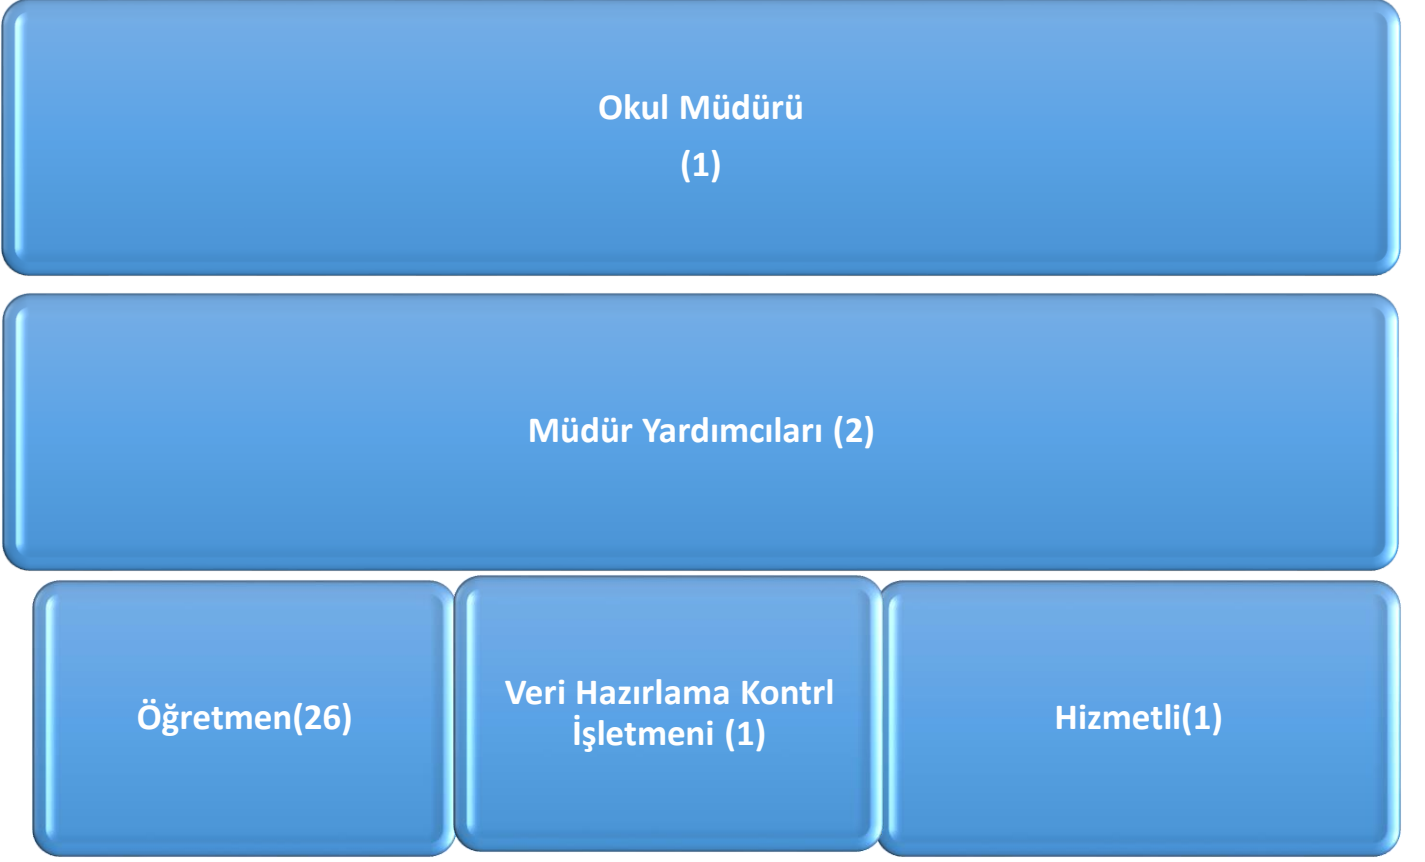 Okul Müdürü
(1)
Müdür Yardımcıları (2)
Öğretmen(26)
Veri Hazırlama Kontrl
İşletmeni (1)
Hizmetli(1)